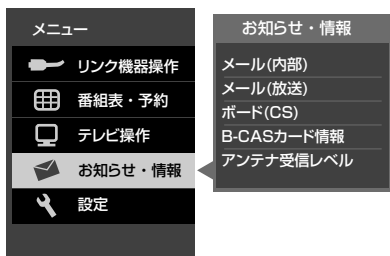 メニュー
リンク機器操作
番組表・予約
テレビ操作
お知らせ・情報
設定
お知らせ・情報
メール(内部)
メール(放送)
ボード(CS)
B-CASカード情報
アンテナ受信レベル